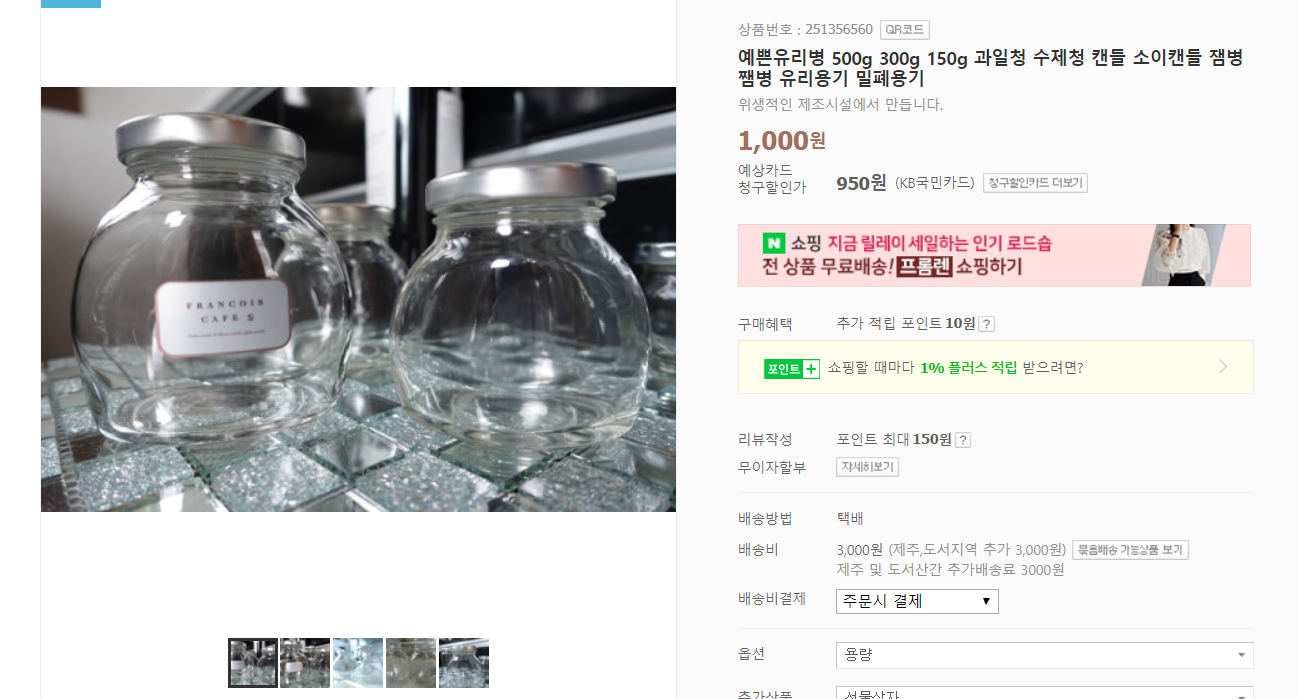 FRANCOIS
CAFE
상품번호 : 251356560 QR코드
예쁜유리병 500g 300g 150g 과일청 수제청 캔들 소이캔들 잼병
쨈병 유리용기 밀폐용기
위생적인 제조시설에서 만듭니다.
1,000원
예상카드
청구할인가
950원 (KB국민카드) 청구할인카드 더보기
N 쇼핑 지금 릴레이 세일하는 인기 로드숍
전 상품 무료배송! 프롬렌 쇼핑하기
구매혜택 추가 적립 포인트 10원 ?
포인트+ 쇼핑할 때마다 1% 플러스 적립 받으려면?
리뷰작성 포인트 최대 150원 ?
무이자할부 자세히보기
배송방법 택배
배송비 3,000원 (제주,도서지역 추가 3,000원) 묶음배송 가능상품 보기
제주 및 도서산간 추가배송료 3000원
배송비결제 주문시 결제
옵션 용량
추가상품 선물상자